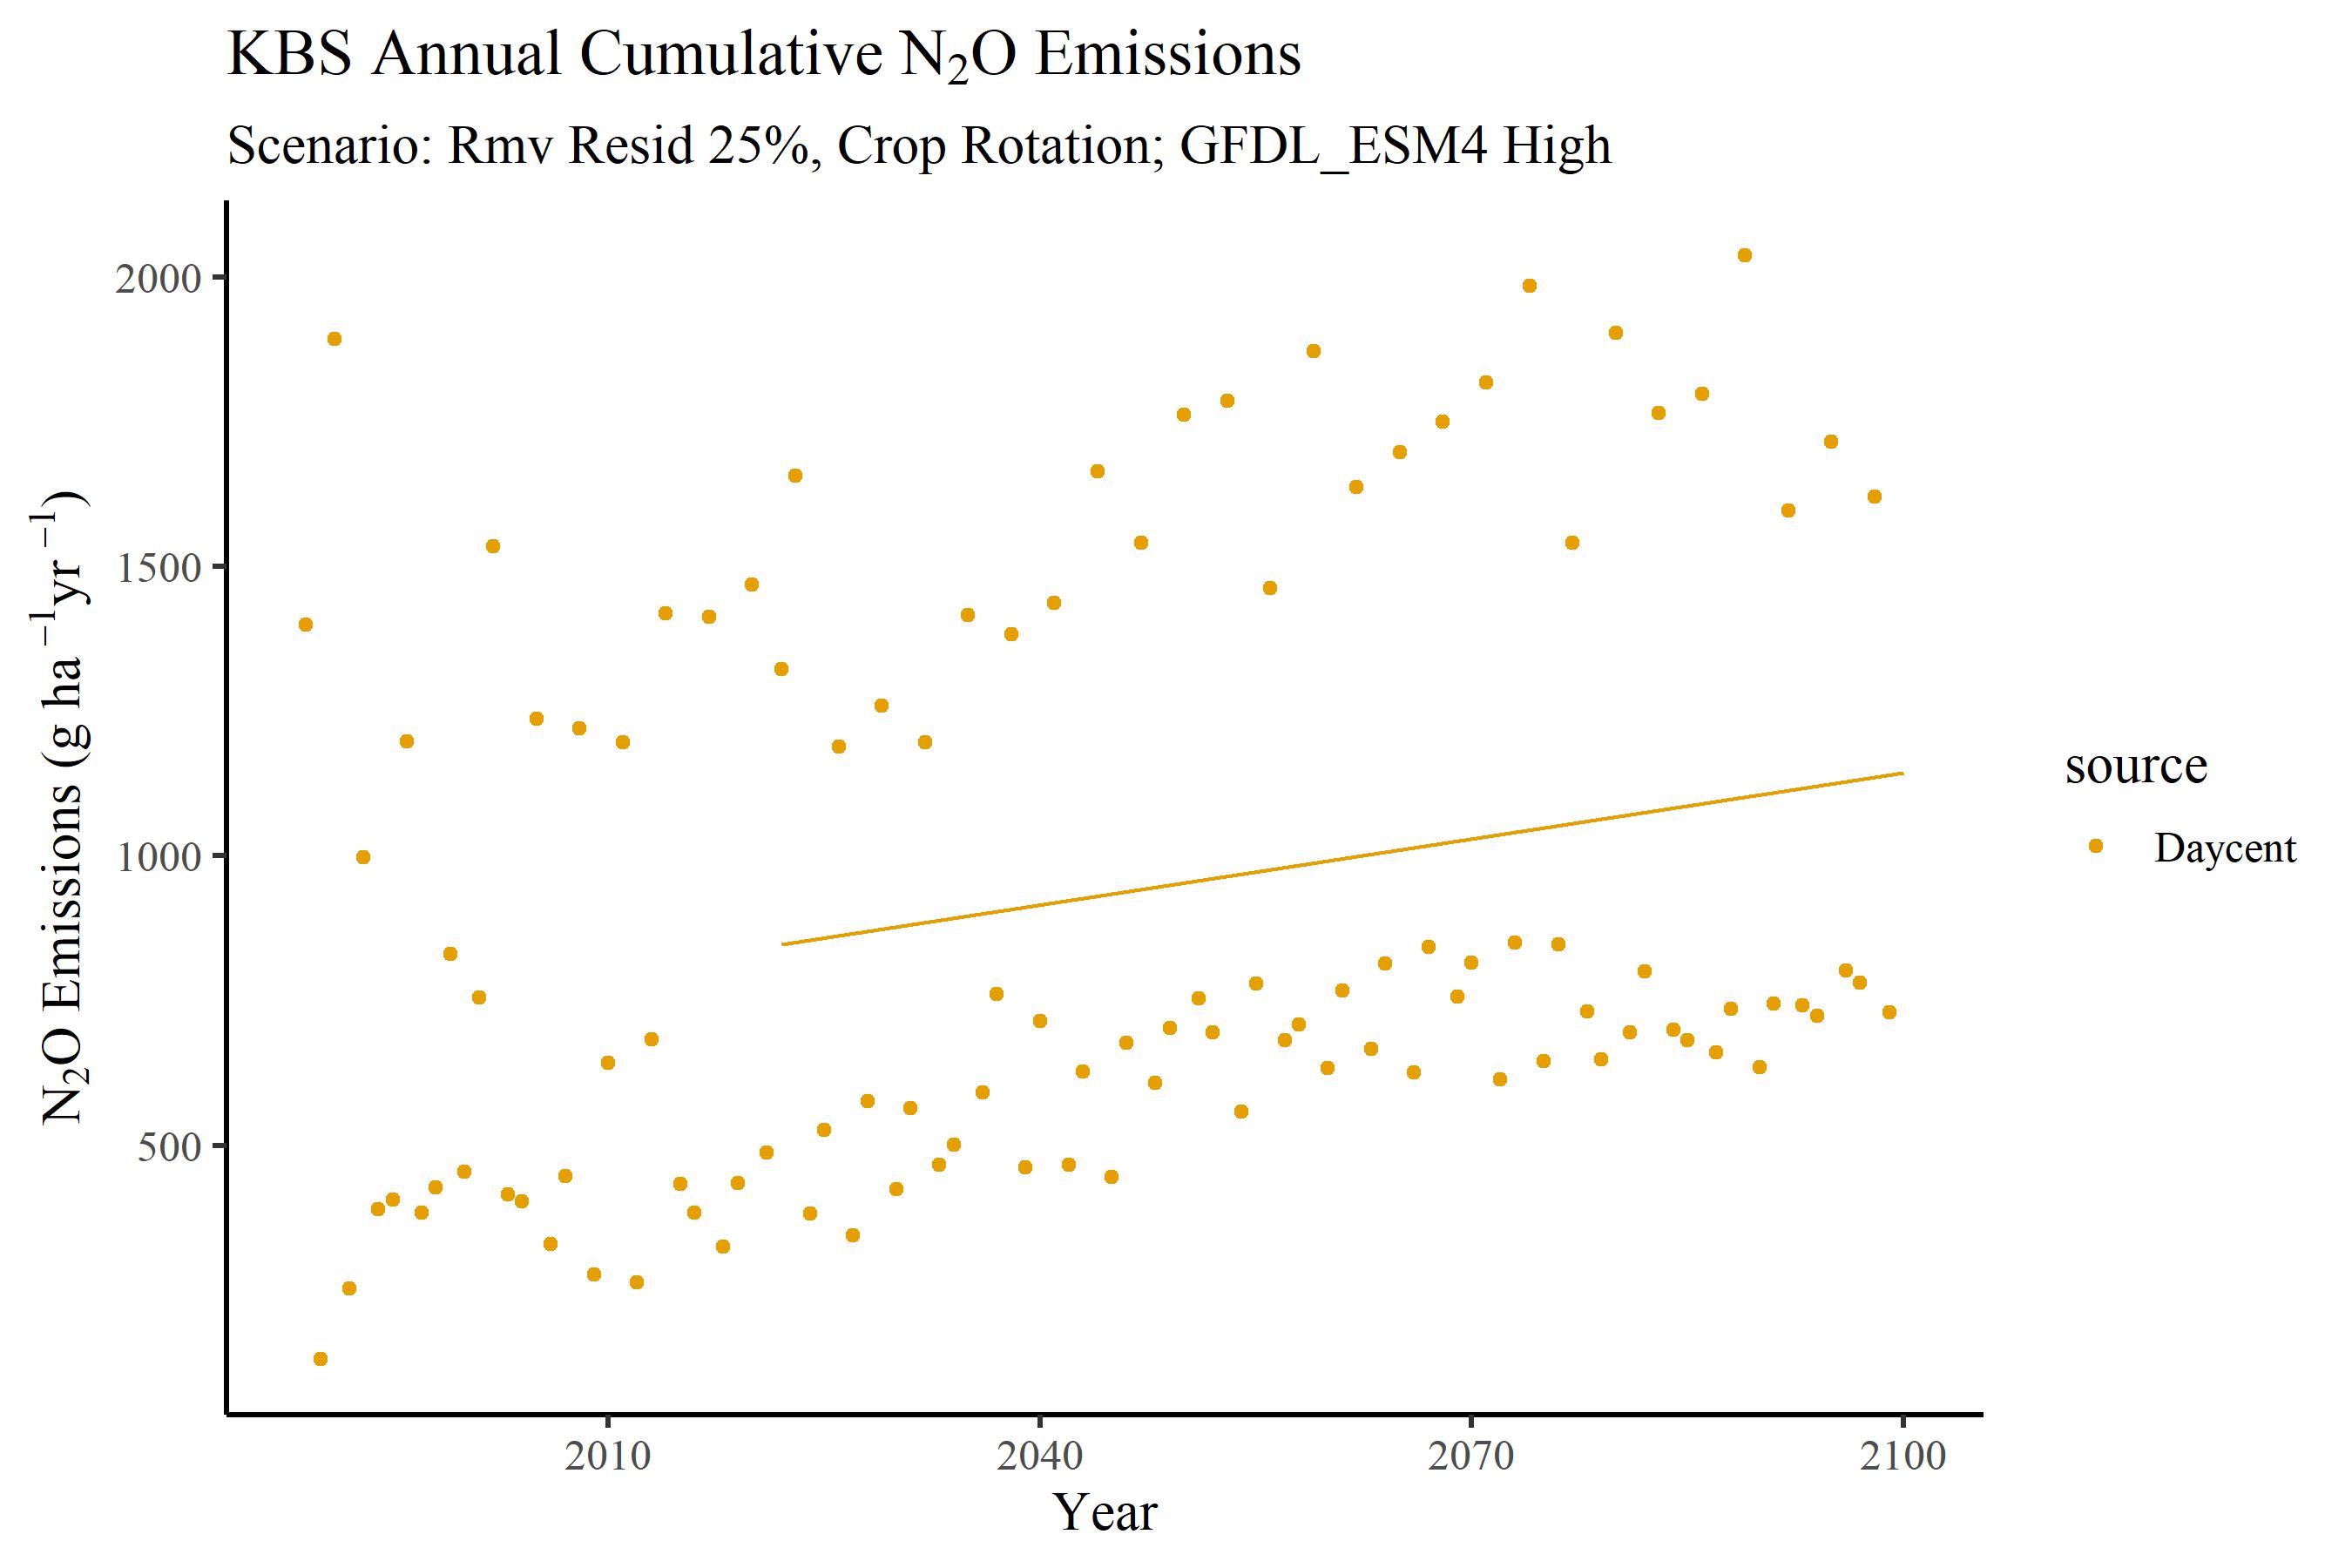 KBS Annual Cumulative N₂O Emissions
Scenario: Rmv Resid 25%, Crop Rotation; GFDL_ESM4 High
N₂O Emissions (g ha⁻¹yr⁻¹)
2000
1500
1000
500
2010
2040
2070
2100
Year
source
Daycent